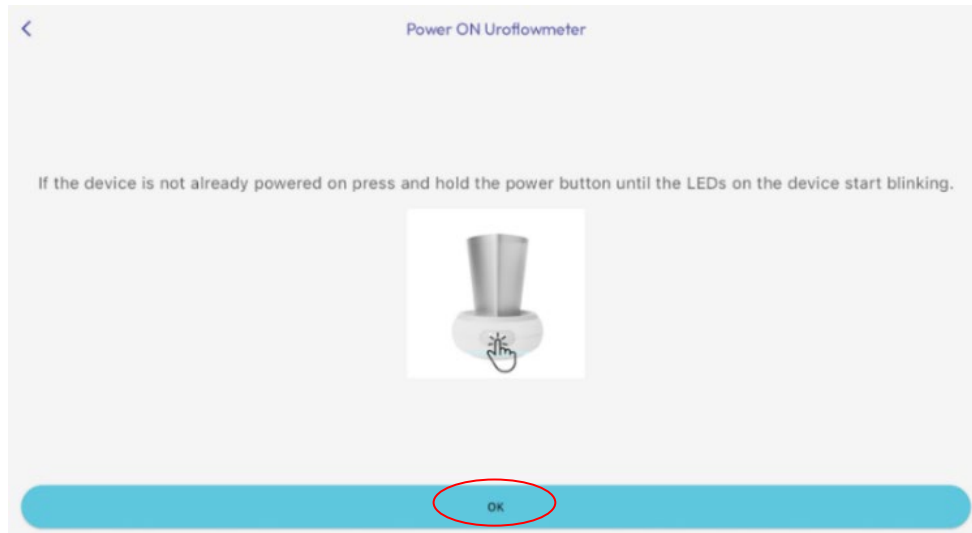 Power ON Uroflowmeter
If the device is not already powered on press and hold the power button until the LEDs on the device start blinking.
OK